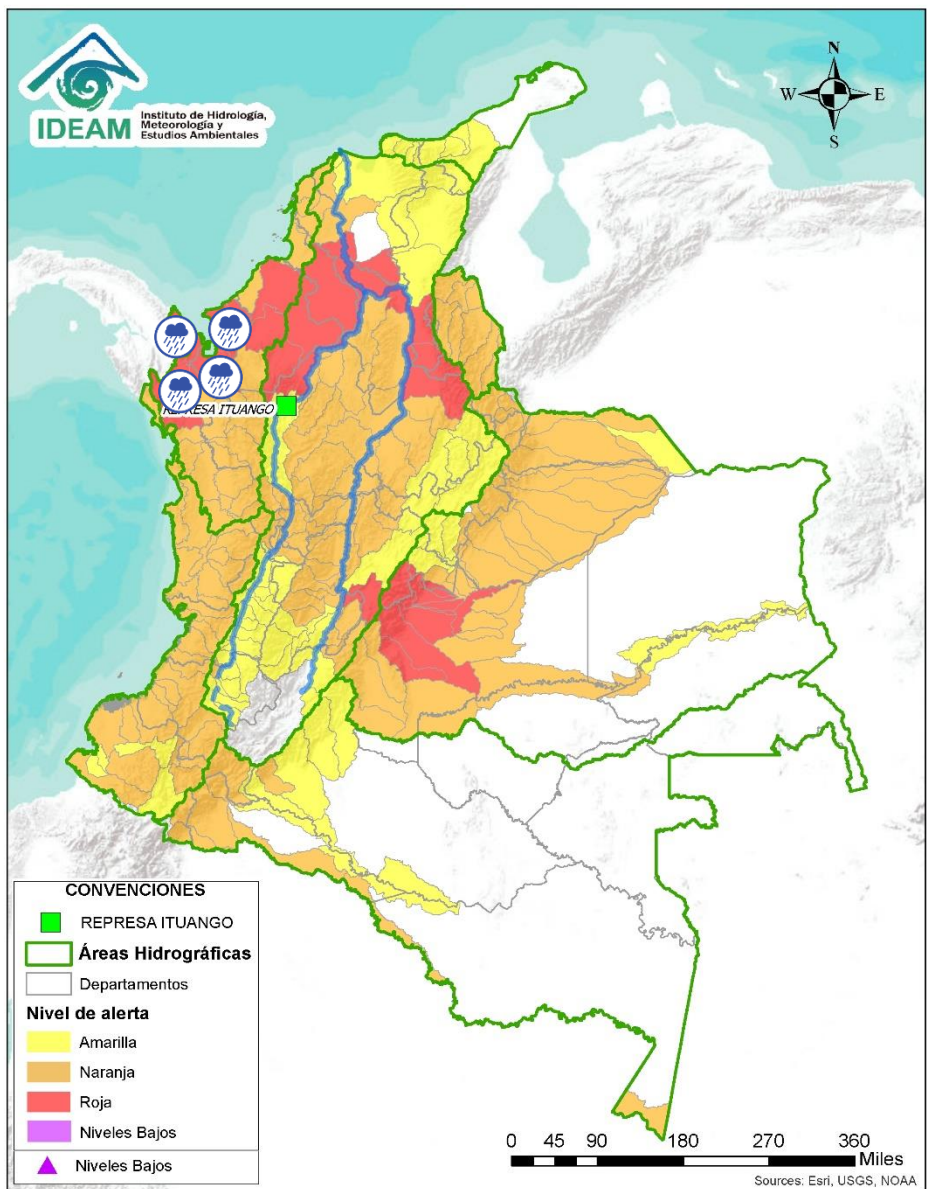 IDEAM
Instituto de Hidrología,
Meteorología y
Estudios Ambientales
N
W
E
S
REPRESA ITUANGO
CONVENCIONES
REPRESA ITUANGO
Áreas Hidrográficas
Departamentos
Nivel de alerta
Amarilla
Naranja
Roja
Niveles Bajos
Niveles Bajos
0 45 90 180 270 360
Miles
Sources: Esri, USGS, NOAA